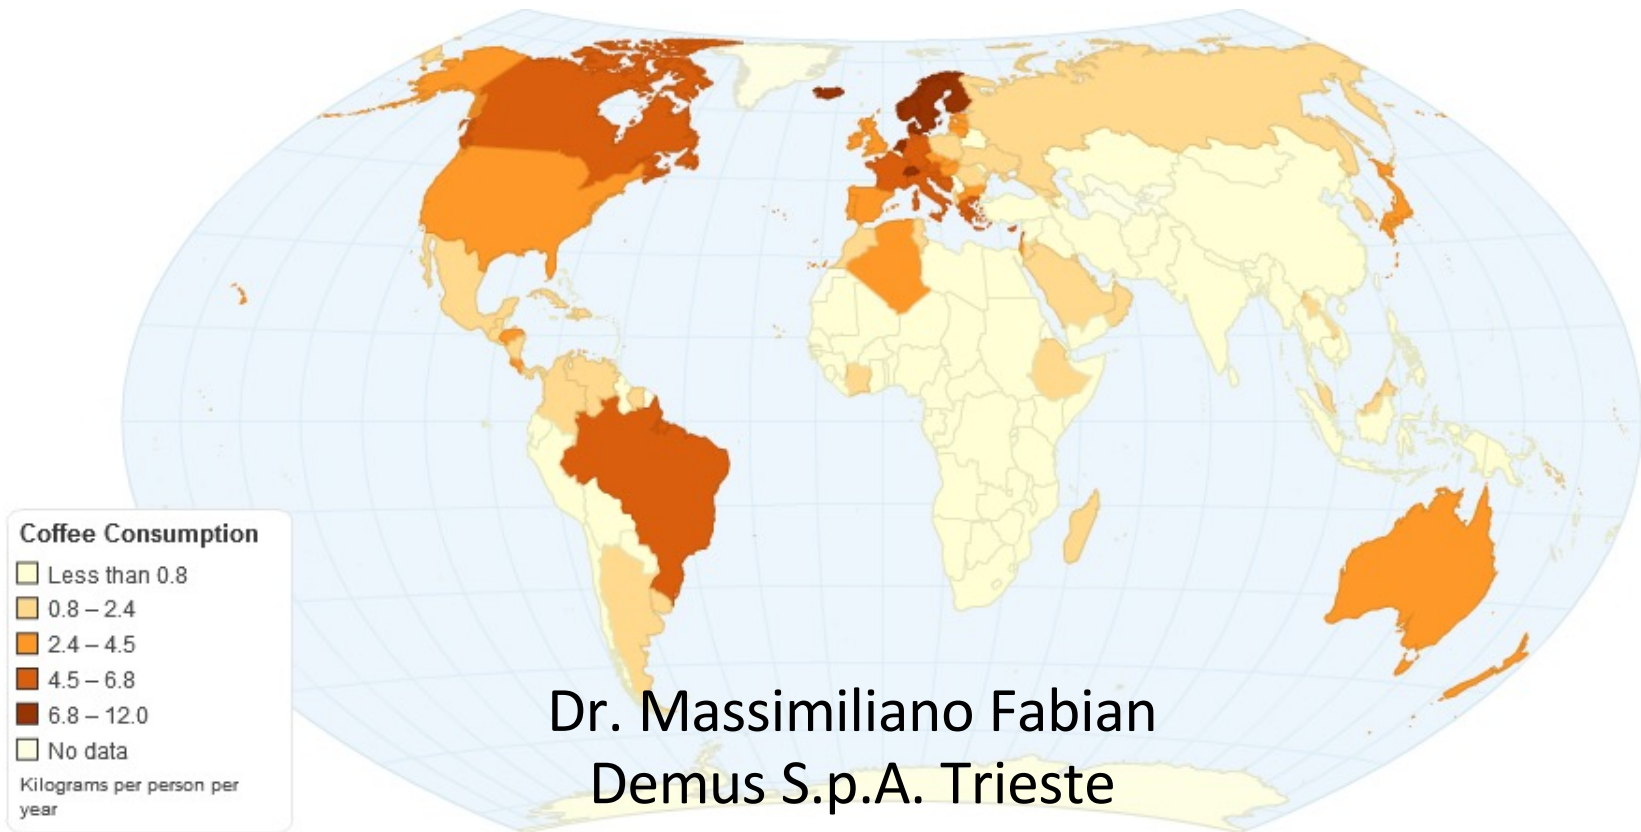 Coffee Consumption
Less than 0.8
0.8 – 2.4
2.4 – 4.5
4.5 – 6.8
6.8 – 12.0
No data
Kilograms per person per
year
Dr. Massimiliano Fabian
Demus S.p.A. Trieste